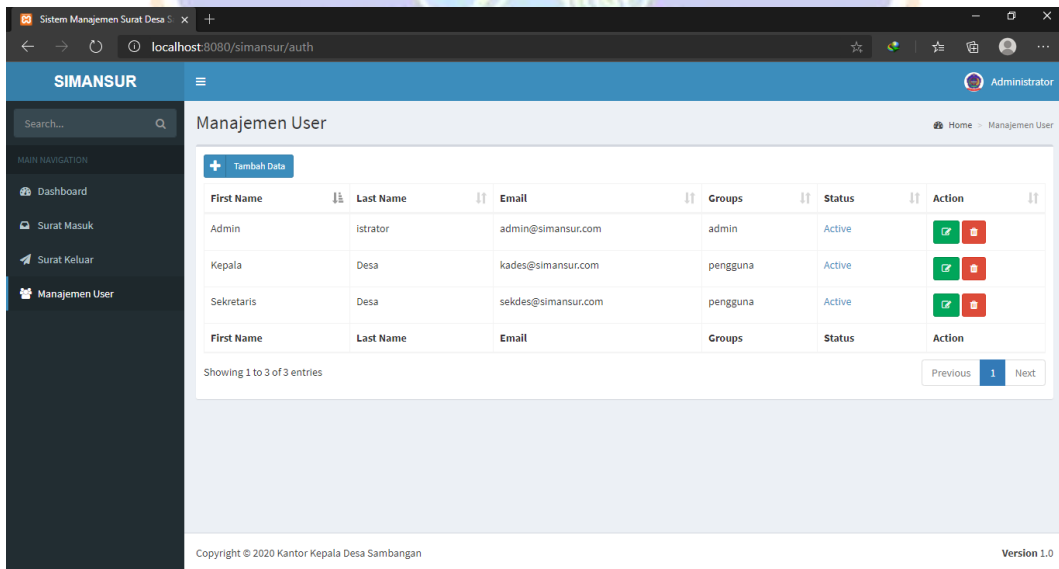 Sistem Manajemen Surat Desa S
localhost:8080/simansur/auth
SIMANSUR
Administrator
Search...
Manajemen User
Home > Manajemen User
MAIN NAVIGATION
Dashboard
Surat Masuk
Surat Keluar
Manajemen User
Tambah Data
First Name Last Name Email Groups Status Action
Admin istrator admin@simansur.com admin Active
Kepala Desa kades@simansur.com pengguna Active
Sekretaris Desa sekdes@simansur.com pengguna Active
First Name Last Name Email Groups Status Action
Showing 1 to 3 of 3 entries
Previous 1 Next
Copyright © 2020 Kantor Kepala Desa Sambangan
Version 1.0